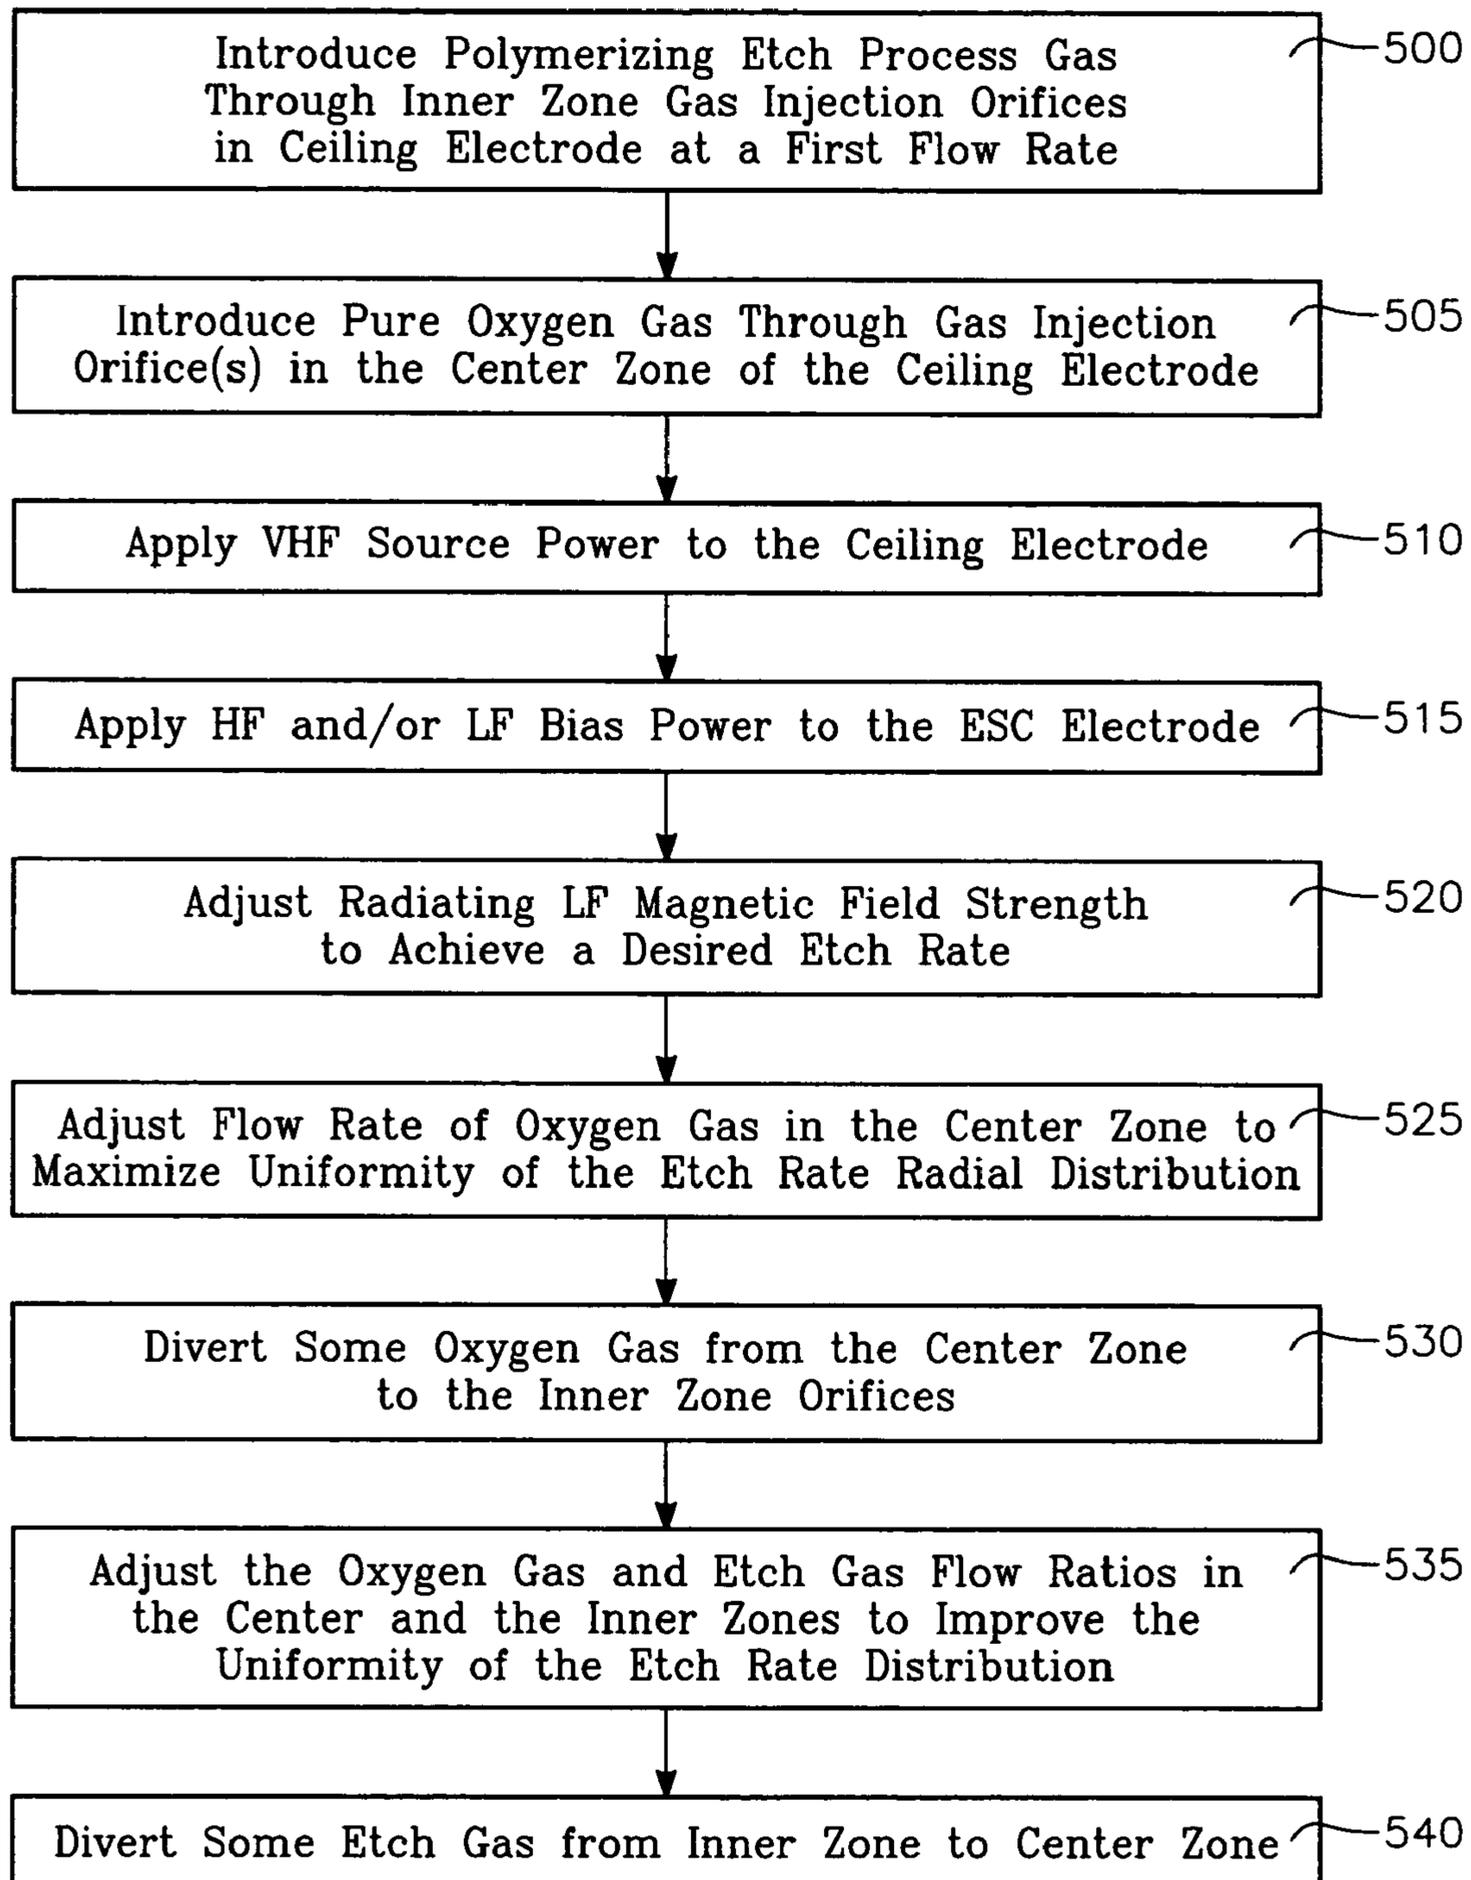 Introduce Polymerizing Etch Process Gas
Through Inner Zone Gas Injection Orifices
in Ceiling Electrode at a First Flow Rate
500
Introduce Pure Oxygen Gas Through Gas Injection
Orifice(s) in the Center Zone of the Ceiling Electrode
505
Apply VHF Source Power to the Ceiling Electrode
510
Apply HF and/or LF Bias Power to the ESC Electrode
515
Adjust Radiating LF Magnetic Field Strength
to Achieve a Desired Etch Rate
520
Adjust Flow Rate of Oxygen Gas in the Center Zone to
Maximize Uniformity of the Etch Rate Radial Distribution
525
Divert Some Oxygen Gas from the Center Zone
to the Inner Zone Orifices
530
Adjust the Oxygen Gas and Etch Gas Flow Ratios in
the Center and the Inner Zones to Improve the
Uniformity of the Etch Rate Distribution
535
Divert Some Etch Gas from Inner Zone to Center Zone
540